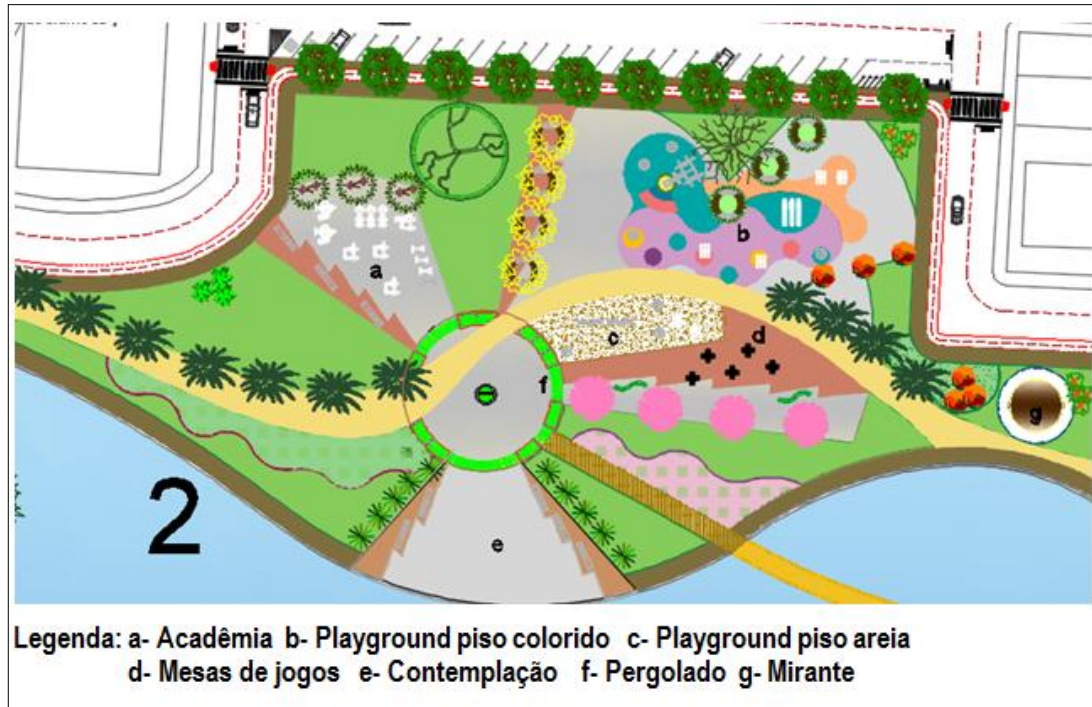 a
b
c
d
f
g
e
2
Legenda: a- Acadêmia b- Playground piso colorido c- Playground piso areia
d- Mesas de jogos e- Contemplação f- Pergolado g- Mirante